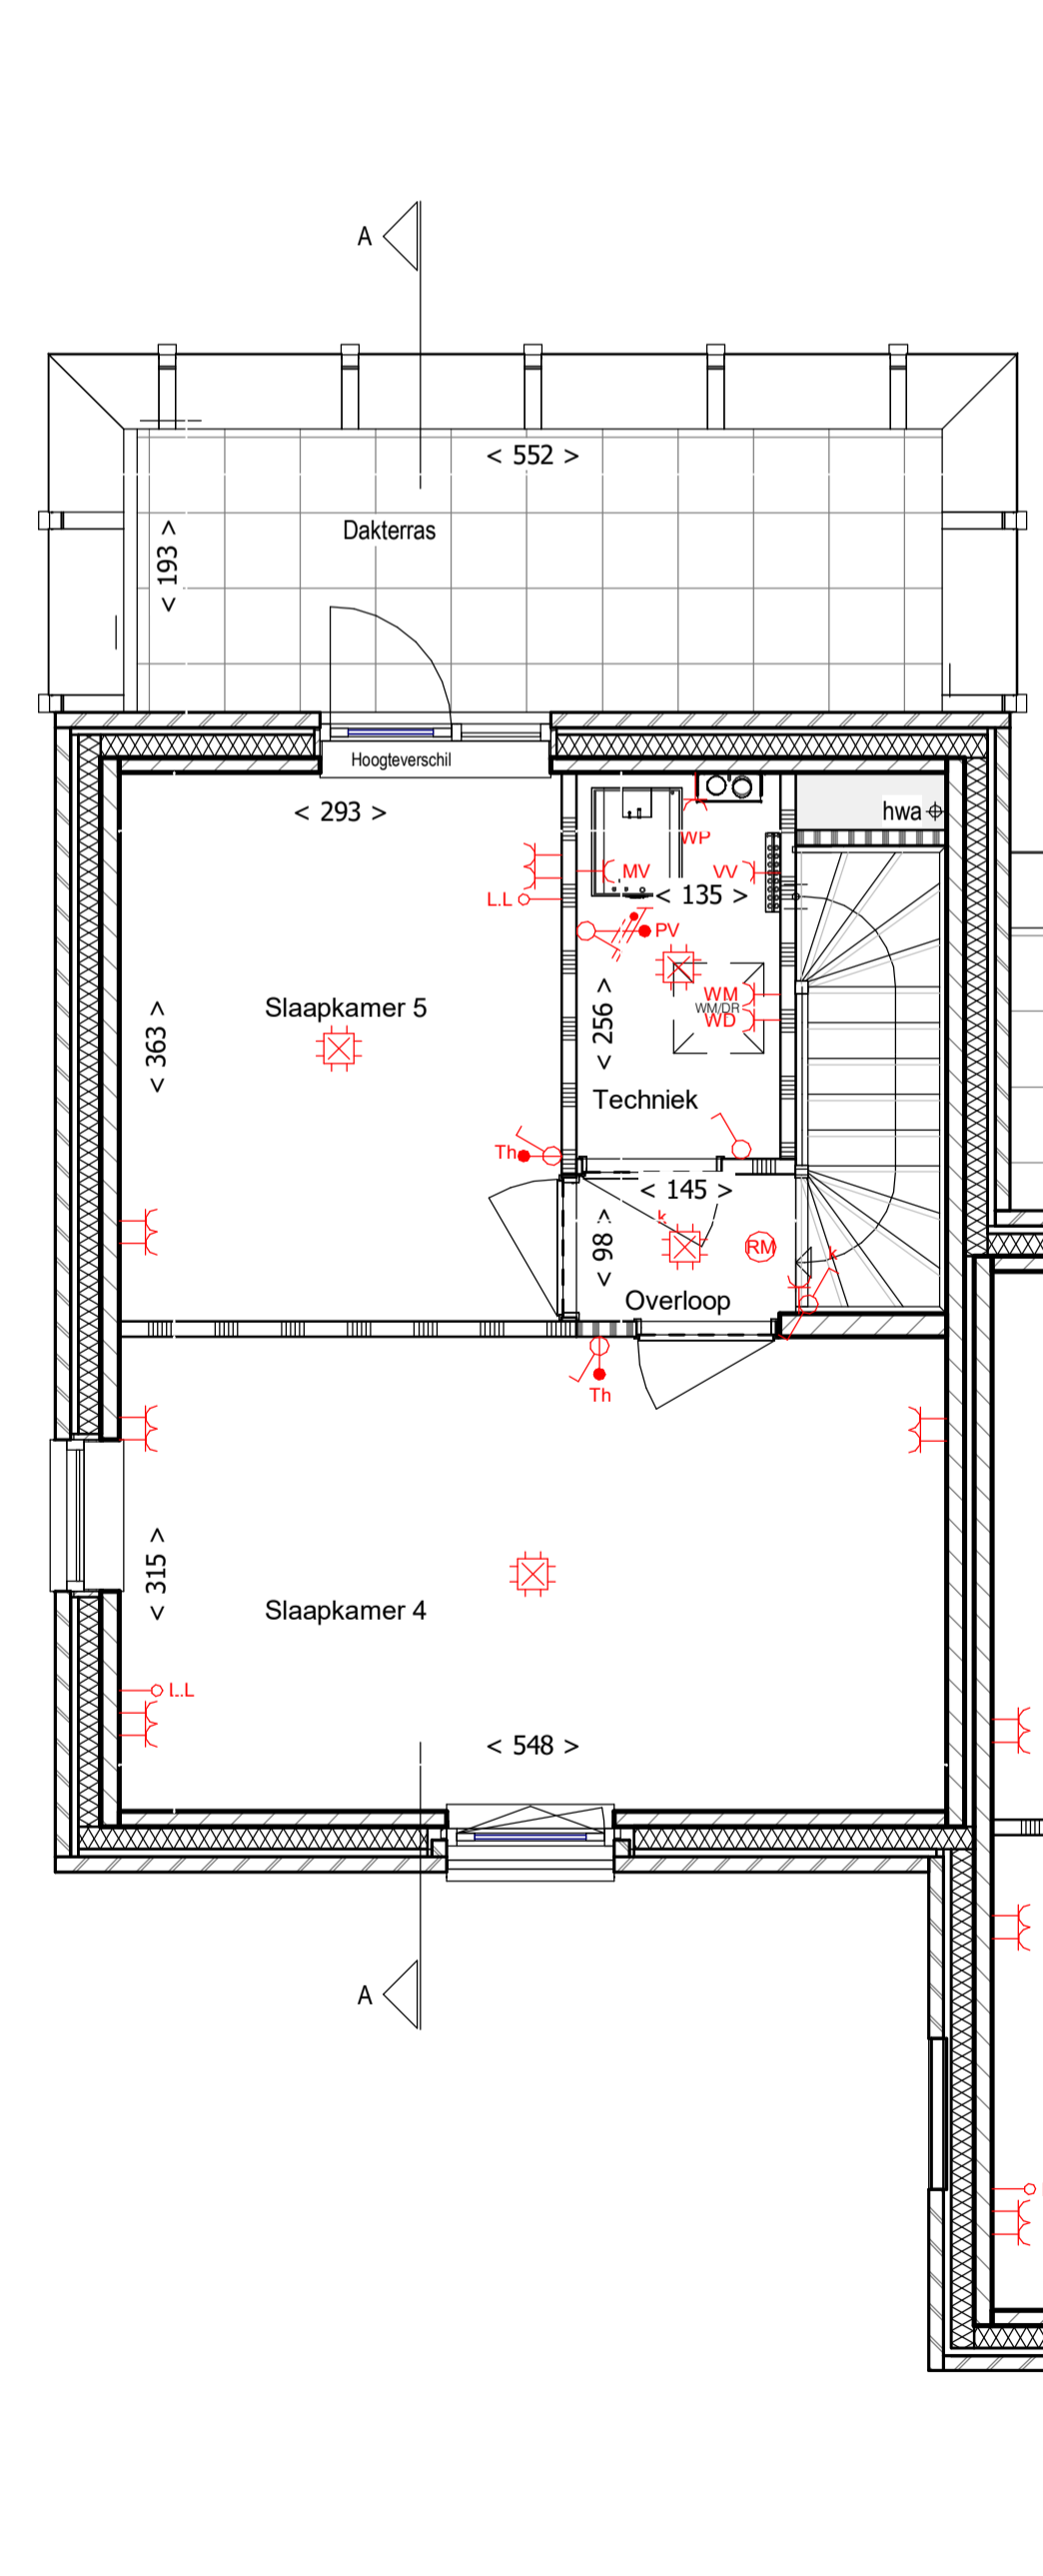 A
< 552 >
Dakterras
< 193 >
Hoogteverschil
< 293 >
hwa
WP
MV
VV
L.L
< 135 >
PV
WM
WM/DR
WD
Slaapkamer 5
< 363 >
< 256 >
Techniek
Th
< 145 >
k
< 98 >
RM
k
Overloop
Th
< 315 >
Slaapkamer 4
L.L
< 548 >
A